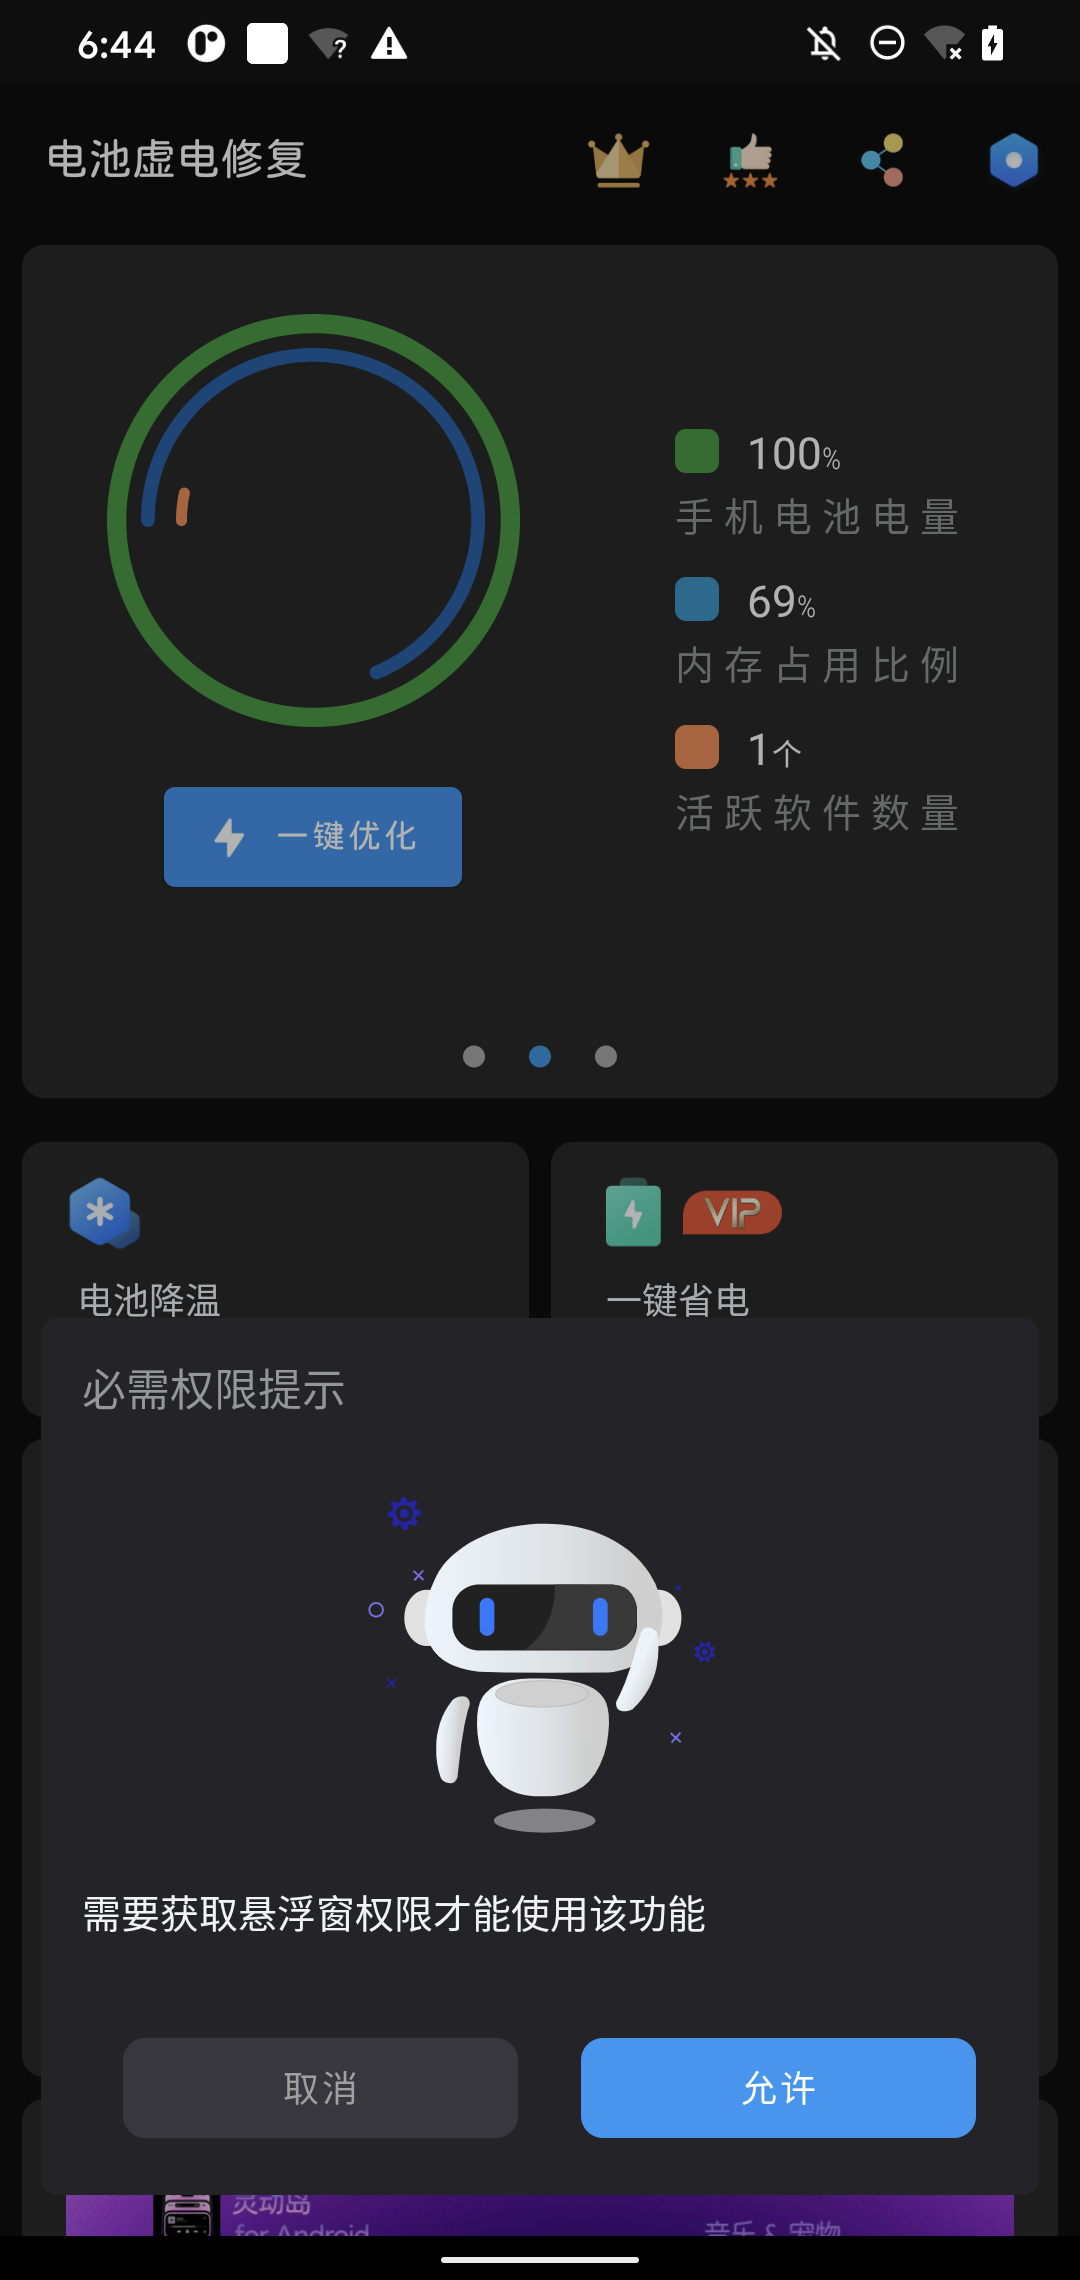 6:44
电池虚电修复
100%
手机电池电量
69%
内存占用比例
1个
活跃软件数量
一键优化
VIP
电池降温
一键省电
必需权限提示
需要获取悬浮窗权限才能使用该功能
取消
允许
灵动岛
for Android
音乐 & 宠物